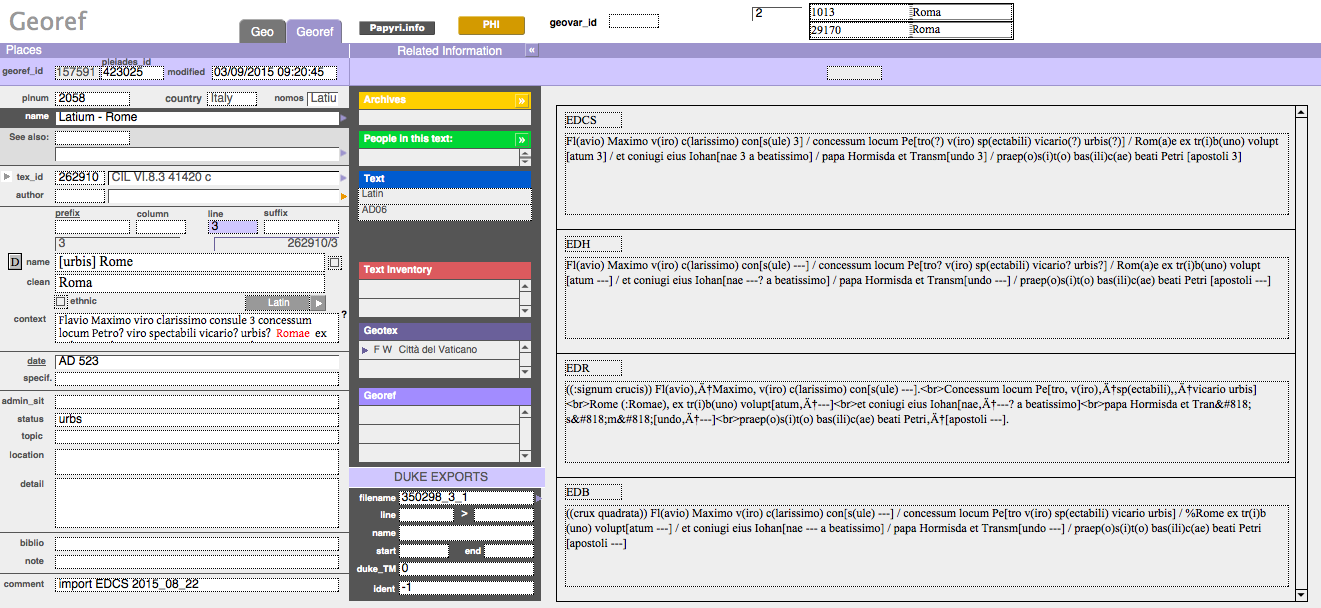 Georef
Geo
Georef
Papyri.info
PHI
geovar_id
2
1013 Roma
29170 Roma
Places
Related Information «
pleiades_id
georef_id 157591 423025 modified 03/09/2015 09:20:45
plnum 2058 country Italy nomos Latiu
name Latium - Rome
See also:
tex_id 262910 CIL VI.8.3 41420 c
author
prefix column line suffix
3
3 262910/3
D name [urbis] Rome
clean Roma
ethnic Latin
context Flavio Maximo viro clarissimo consule 3 concessum ?
locum Petro? viro spectabili vicario? urbis? Romae ex
date AD 523
specif.
admin_sit
status urbs
topic
location
detail
biblio
note
comment import EDCS 2015_08_22
Archives »
People in this text: »
Text
Latin
AD06
Text Inventory
Geotex
F W Città del Vaticano
Georef
DUKE EXPORTS
filename 350298_3_1
line >
name
start end
duke_TM 0
Ident -1
EDCS
Fl(avio) Maximo v(iro) c(larissimo) con[s(ule) 3] / concessum locum Pe[tro(?) v(iro) sp(ectabili) vicario(?) urbis(?)] / Rom(a)e ex tr(i)b(uno) volupt
[atum 3] / et coniugi eius Iohan[nae 3 a beatissimo] / papa Hormisda et Transm[undo 3] / praep(o)s(i)t(o) bas(ili)c(ae) beati Petri [apostoli 3]
EDH
Fl(avio) Maximo v(iro) c(larissimo) con[s(ule) ---] / concessum locum Pe[tro? v(iro) sp(ectabili) vicario? urbis?] / Rom(a)e ex tr(i)b(uno) volupt
[atum ---] / et coniugi eius Iohan[nae ---? a beatissimo] / papa Hormisda et Transm[undo ---] / praep(o)s(i)t(o) bas(ili)c(ae) beati Petri [apostoli ---]
EDR
((:signum crucis)) Fl(avio),Ä†Maximo, v(iro) c(larissimo) con[s(ule) ---].<br>Concessum locum Pe[tro, v(iro),Ä†sp(ectabili),,Ä†vicario urbis]
<br>Rome (:Romae), ex tr(i)b(uno) volupt[atum,Ä†---]<br>et coniugi eius Iohan[nae,Ä†---? a beatissimo]<br>papa Hormisda et Tran&#818;
s&#818;m&#818;[undo,Ä†---]<br>praep(o)s(i)t(o) bas(ili)c(ae) beati Petri,Ä†[apostoli ---].
EDB
((crux quadrata)) Fl(avio) Maximo v(iro) c(larissimo) con[s(ule) ---] / concessum locum Pe[tro v(iro) sp(ectabili) vicario urbis] / %Rome ex tr(i)b
(uno) volupt[atum ---] / et coniugi eius Iohan[nae --- a beatissimo] / papa Hormisda et Transm[undo ---] / praep(o)s(i)t(o) bas(ili)c(ae) beati Petri
[apostoli ---]